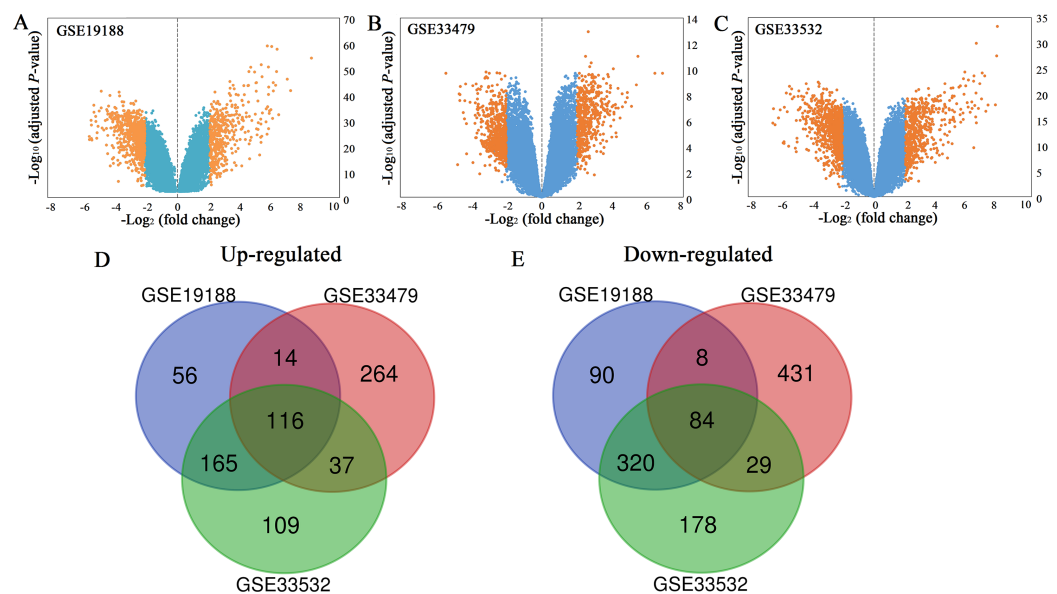 A
GSE19188
-Log₁₀ (adjusted P-value)
70
60
50
40
30
20
10
0
-8 -6 -4 -2 0 2 4 6 8 10
-Log₂ (fold change)
B
GSE33479
-Log₁₀ (adjusted P-value)
14
12
10
8
6
4
2
0
-8 -6 -4 -2 0 2 4 6 8
-Log₂ (fold change)
C
GSE33532
-Log₁₀ (adjusted P-value)
35
30
25
20
15
10
5
0
-8 -6 -4 -2 0 2 4 6 8 10
-Log₂ (fold change)
D
Up-regulated
GSE19188 GSE33479
56 14 264
116
165 37
109
GSE33532
E
Down-regulated
GSE19188 GSE33479
90 8 431
84
320 29
178
GSE33532